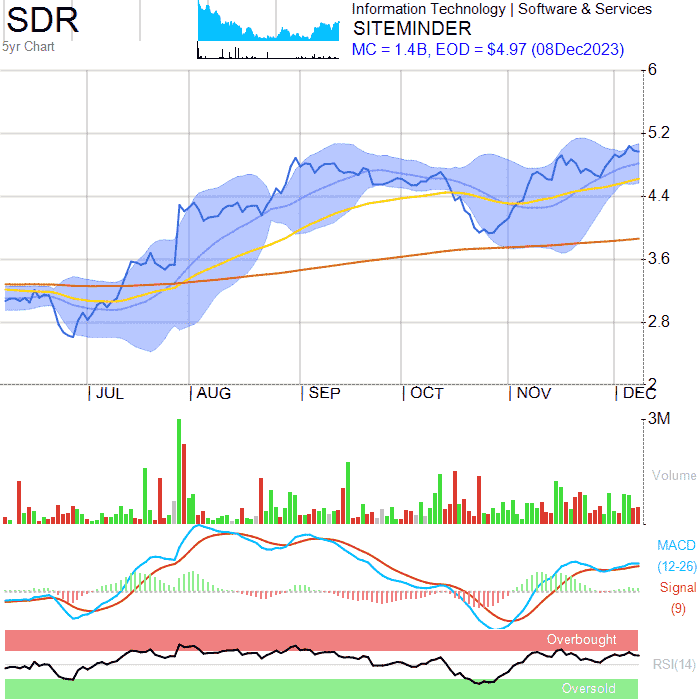 SDR
5yr Chart
Information Technology | Software & Services
SITEMINDER
MC = 1.4B, EOD = $4.97 (08Dec2023)
6
5.2
4.4
3.6
2.8
2
JUL AUG SEP OCT NOV DEC
3M
Volume
MACD
(12-26)
Signal
(9)
Overbought
RSI(14)
Oversold